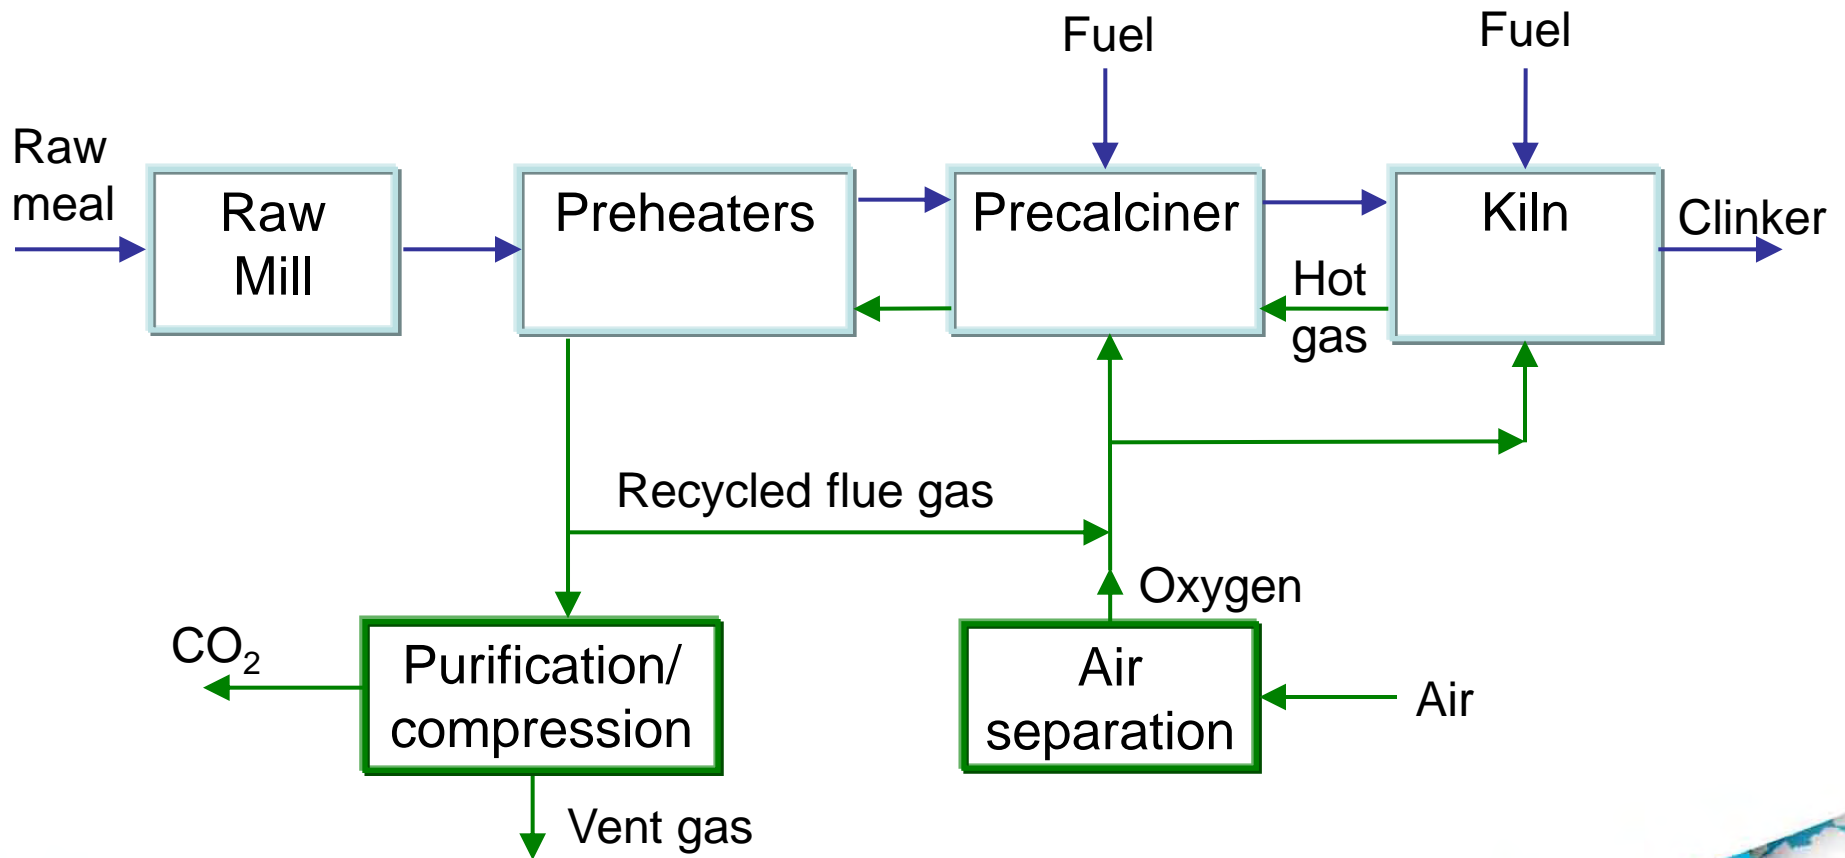 Fuel
Fuel
Raw
meal
Raw
Mill
Preheaters
Precalciner
Kiln
Clinker
Hot
gas
Recycled flue gas
Oxygen
CO₂
Purification/
compression
Air
separation
Air
Vent gas